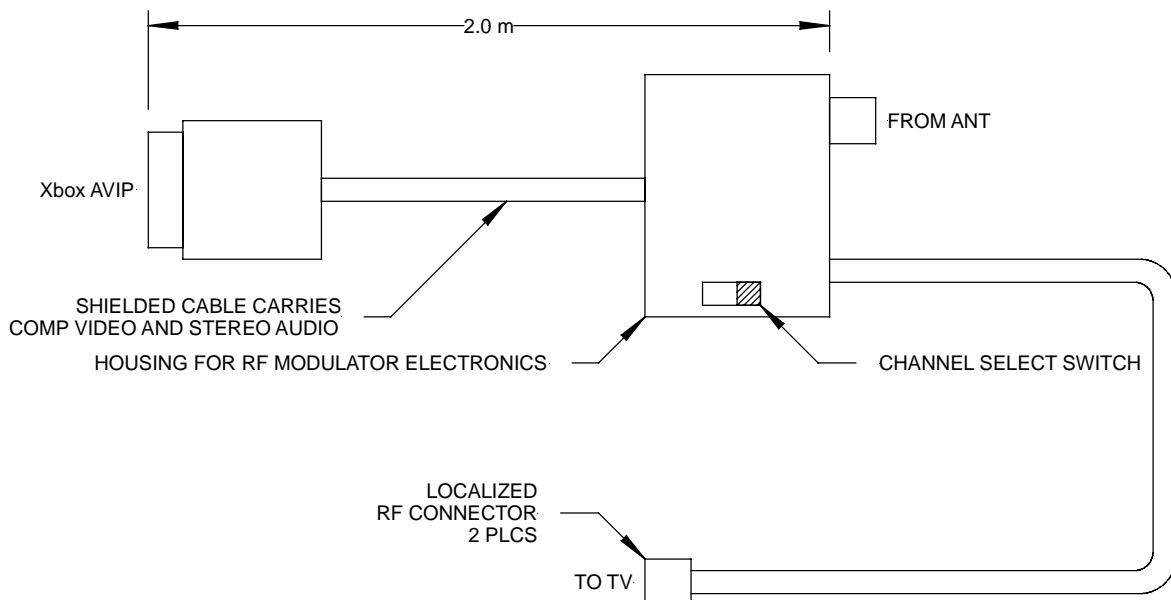 2.0 m
FROM ANT
Xbox AVIP
SHIELDED CABLE CARRIES
COMP VIDEO AND STEREO AUDIO
HOUSING FOR RF MODULATOR ELECTRONICS
CHANNEL SELECT SWITCH
LOCALIZED
RF CONNECTOR
2 PLCS
TO TV